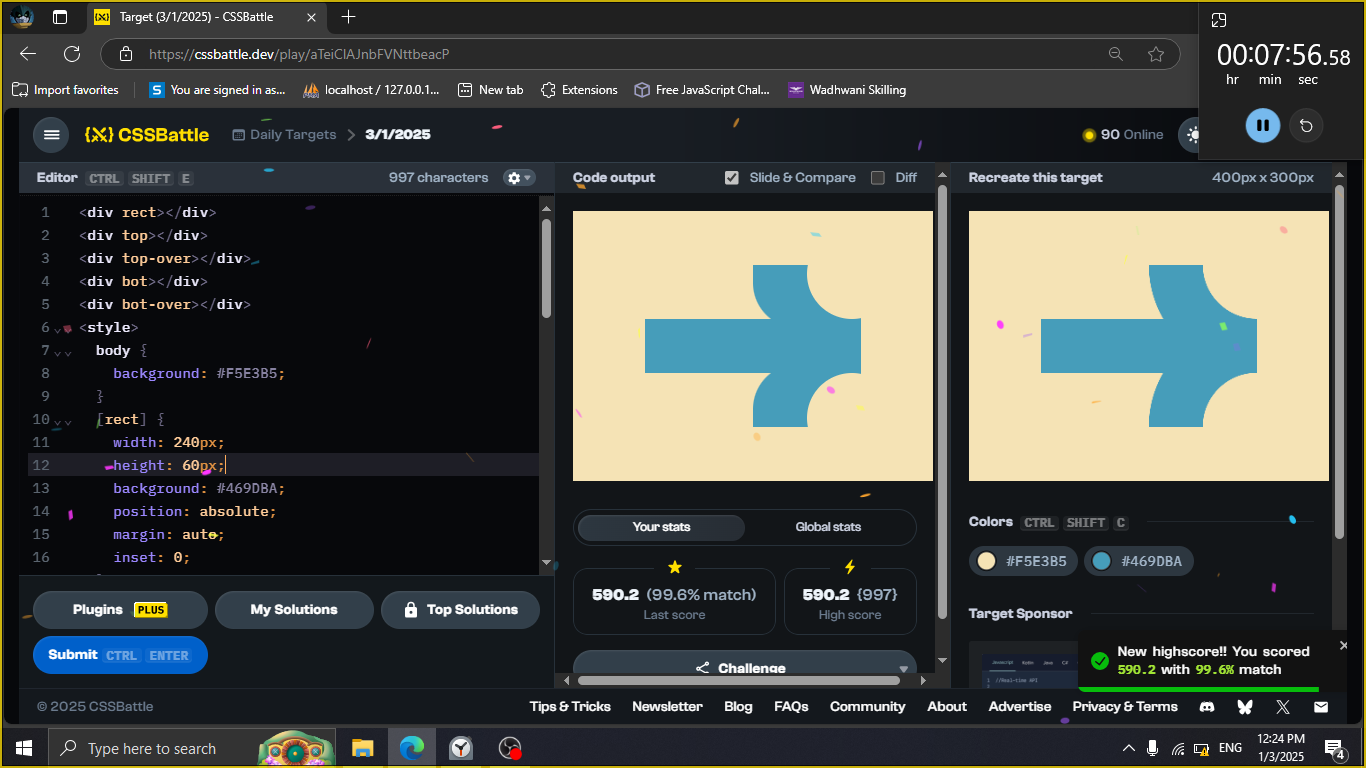 Target (3/1/2025) - CSSBattle
https://cssbattle.dev/play/aTeiClAJnbFVNttbeacP
Import favorites
You are signed in as...
localhost / 127.0.0.1...
New tab
Extensions
Free JavaScript Chal...
Wadhwani Skilling
00:07:56.58
hr min sec
{X} CSSBattle
Daily Targets > 3/1/2025
90 Online
Editor CTRL SHIFT E
997 characters
1 <div rect></div>
2 <div top></div>
3 <div top-over></div>
4 <div bot></div>
5 <div bot-over></div>
6 <style>
7 body {
8 background: #F5E3B5;
9 }
10 [rect] {
11 width: 240px;
12 height: 60px;
13 background: #469DBA;
14 position: absolute;
15 margin: auto;
16 inset: 0;
Plugins PLUS
My Solutions
Top Solutions
Submit CTRL ENTER
Code output
Slide & Compare
Diff
Your stats
Global stats
590.2 (99.6% match)
Last score
590.2 {997}
High score
Challenge
Recreate this target
400px x 300px
Colors CTRL SHIFT C
#F5E3B5
#469DBA
Target Sponsor
New highscore!! You scored
590.2 with 99.6% match
© 2025 CSSBattle
Tips & Tricks
Newsletter
Blog
FAQs
Community
About
Advertise
Privacy & Terms
Type here to search
ENG
12:24 PM
1/3/2025
4